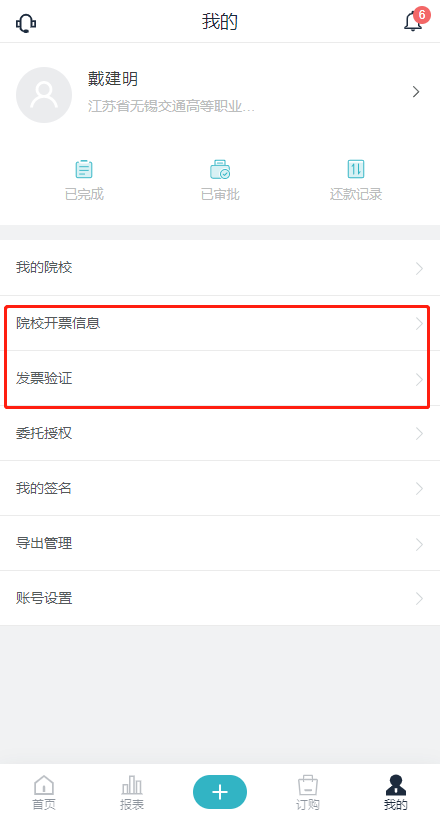 我的
6
戴建明
江苏省无锡交通高等职业...
已完成
已审批
还款记录
我的院校
院校开票信息
发票验证
委托授权
我的签名
导出管理
账号设置
首页
报表
订购
我的